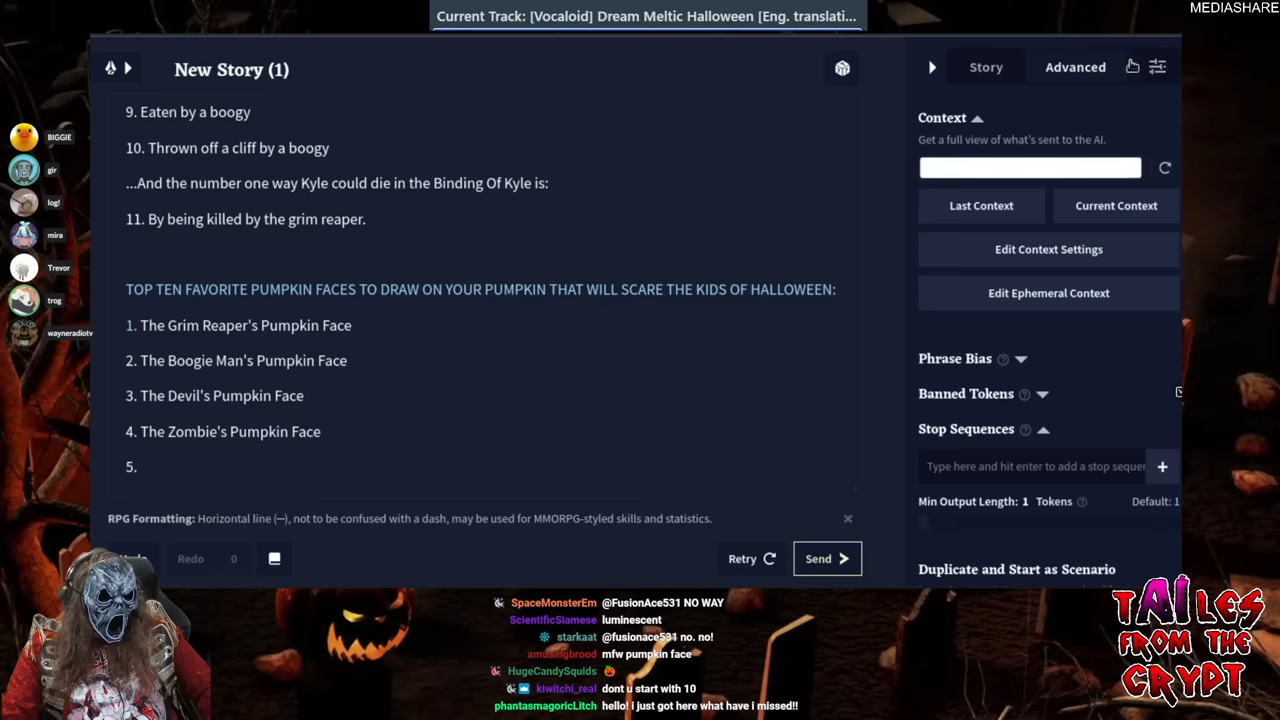 MEDIASHARE
Current Track: [Vocaloid] Dream Meltic Halloween [Eng. translati...
New Story (1)
Story
Advanced
9. Eaten by a boogy
10. Thrown off a cliff by a boogy
...And the number one way Kyle could die in the Binding Of Kyle is:
11. By being killed by the grim reaper.
TOP TEN FAVORITE PUMPKIN FACES TO DRAW ON YOUR PUMPKIN THAT WILL SCARE THE KIDS OF HALLOWEEN:
1. The Grim Reaper's Pumpkin Face
2. The Boogie Man's Pumpkin Face
3. The Devil's Pumpkin Face
4. The Zombie's Pumpkin Face
5.
RPG Formatting: Horizontal line (—), not to be confused with a dash, may be used for MMORPG-styled skills and statistics.
Redo
0
Retry
Send
Context
Get a full view of what's sent to the AI.
Last Context
Current Context
Edit Context Settings
Edit Ephemeral Context
Phrase Bias
Banned Tokens
Stop Sequences
Type here and hit enter to add a stop sequen
Min Output Length: 1 Tokens
Default: 1
Duplicate and Start as Scenario
BIGGIE
gir
log!
mira
Trevor
trog
wayneradiotv
SpaceMonsterEm @FusionAce531 NO WAY
ScientificSiamese luminescent
starkaat @fusionace531 no. no!
amusingbrood mfw pumpkin face
HugeCandySquids
kiwitchi_real dont u start with 10
phantasmagoricLitch hello! i just got here what have i missed!!
TAILES
FROM THE
CRYPT